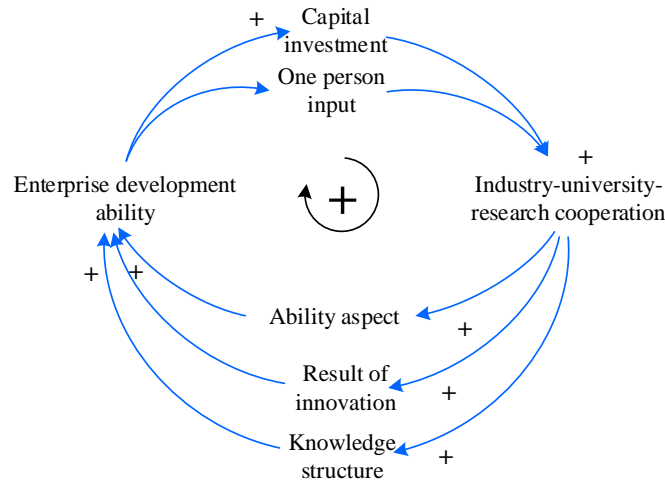 +
Capital
investment
One person
input
+
Enterprise development
ability
+
Industry-university-
research cooperation
+
+
Ability aspect
+
Result of
innovation
+
Knowledge
structure
+